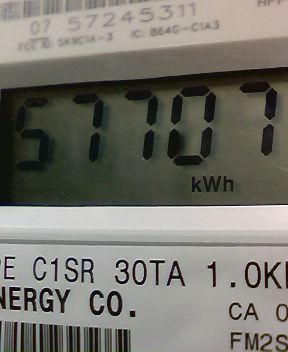 07 57245311
FCC ID: SK9C1A-3 IC: 864G-C1A3
57707
kWh
PE C1SR 30TA 1.0K
NERGY CO.
CA 0
FM2S